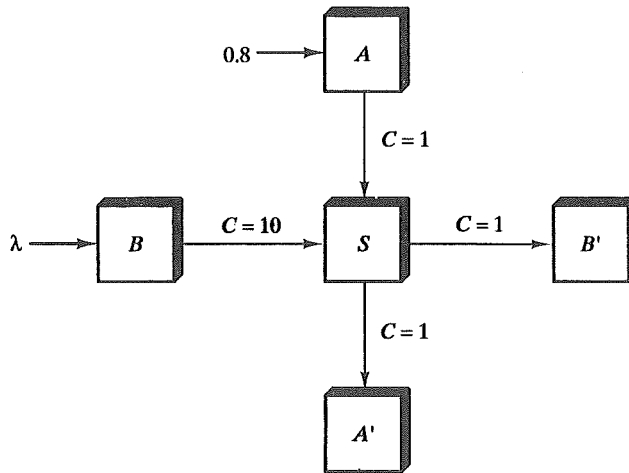 0.8
A
C = 1
λ
B
C = 10
S
C = 1
B'
C = 1
A'